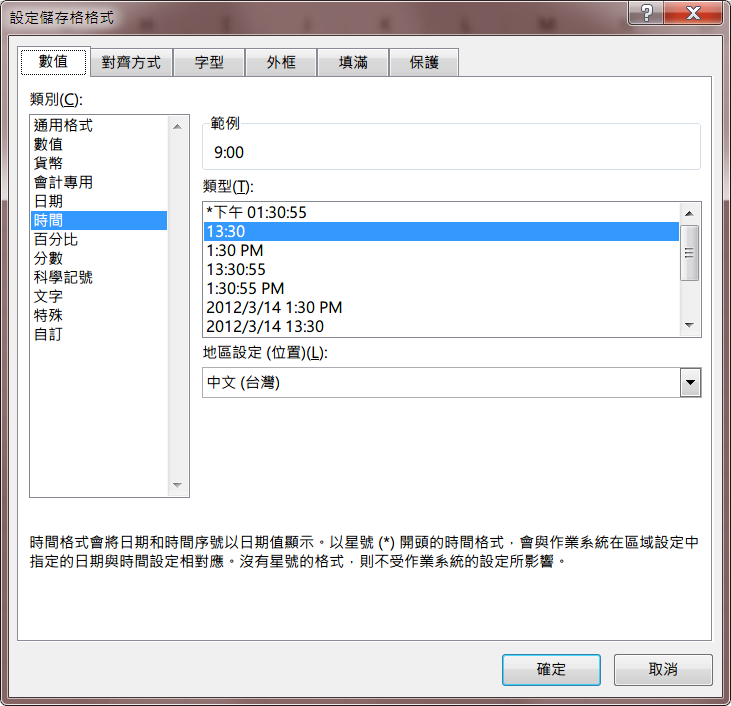 設定儲存格格式
數值 對齊方式 字型 外框 填滿 保護
類別(C):
通用格式
數值
貨幣
會計專用
日期
時間
百分比
分數
科學記號
文字
特殊
自訂
範例
9:00
類型(T):
*下午 01:30:55
13:30
1:30 PM
13:30:55
1:30:55 PM
2012/3/14 1:30 PM
2012/3/14 13:30
地區設定 (位置)(L):
中文 (台灣)
時間格式會將日期和時間序號以日期值顯示。以星號 (*) 開頭的時間格式，會與作業系統在區域設定中
指定的日期與時間設定相對應。沒有星號的格式，則不受作業系統的設定所影響。
確定 取消